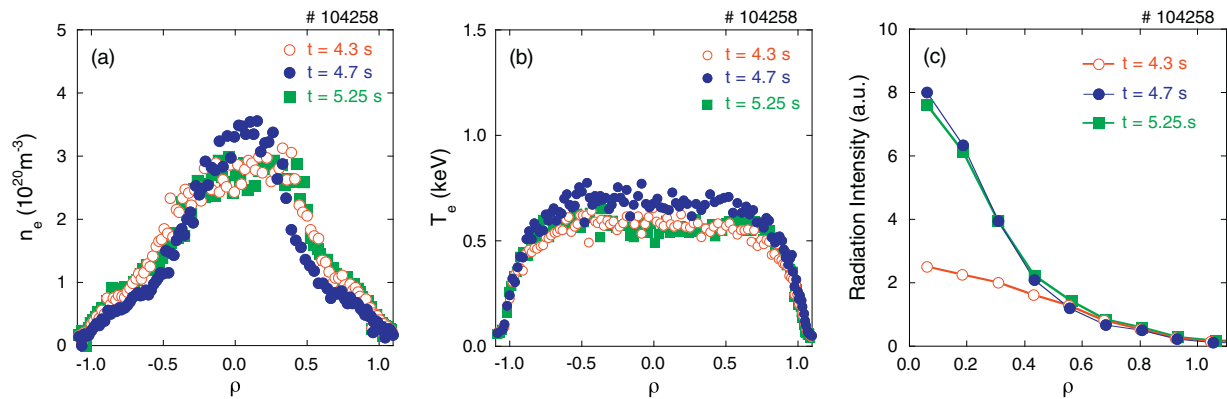 # 104258
(a)
t = 4.3 s
t = 4.7 s
t = 5.25 s
n_e (10^20 m^-3)
5
4
3
2
1
0
-1.0 -0.5 0.0 0.5 1.0
ρ
# 104258
(b)
t = 4.3 s
t = 4.7 s
t = 5.25 s
T_e (keV)
1.5
1.0
0.5
0.0
-1.0 -0.5 0.0 0.5 1.0
ρ
# 104258
(c)
t = 4.3 s
t = 4.7 s
t = 5.25.s
Radiation Intensity (a.u.)
8
6
4
2
0
0.0 0.2 0.4 0.6 0.8 1.0
ρ